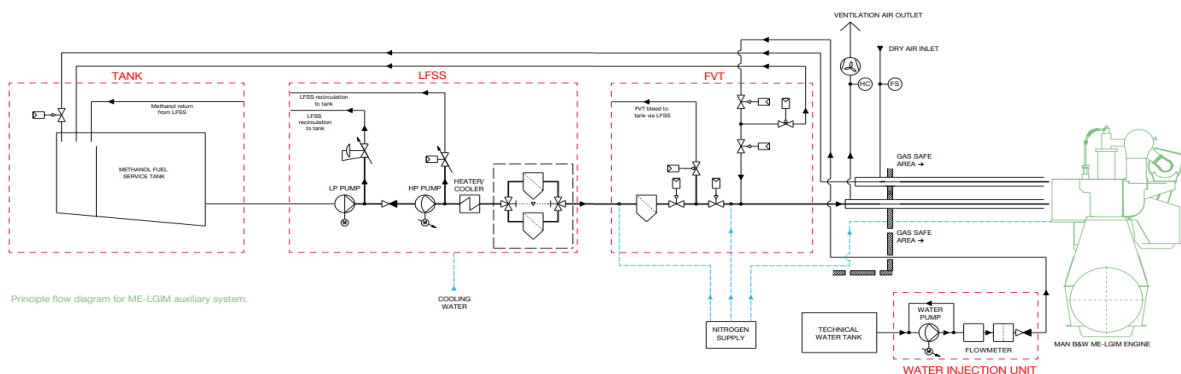 VENTILATION AIR OUTLET
DRY AIR INLET
TANK
LFSS
FVT
HC
FS
Methanol return
from LFSS
LFSS recirculation
to tank
LFSS
recirculation
to tank
FVT bleed to
tank via LFSS
METHANOL FUEL
SERVICE TANK
LP PUMP
HP PUMP
HEATER/
COOLER
GAS SAFE
AREA →
GAS SAFE
AREA →
M
M
Principle flow diagram for ME-LGIM auxiliary system.
COOLING
WATER
NITROGEN
SUPPLY
TECHNICAL
WATER TANK
WATER
PUMP
M
FLOWMETER
MAN B&W ME-LGIM ENGINE
WATER INJECTION UNIT